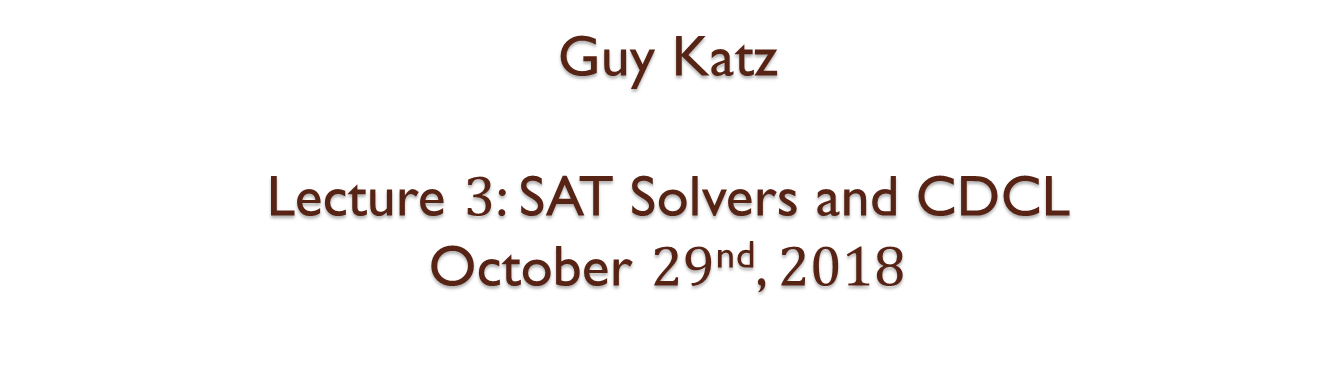 Guy Katz
Lecture 3: SAT Solvers and CDCL
October 29nd, 2018